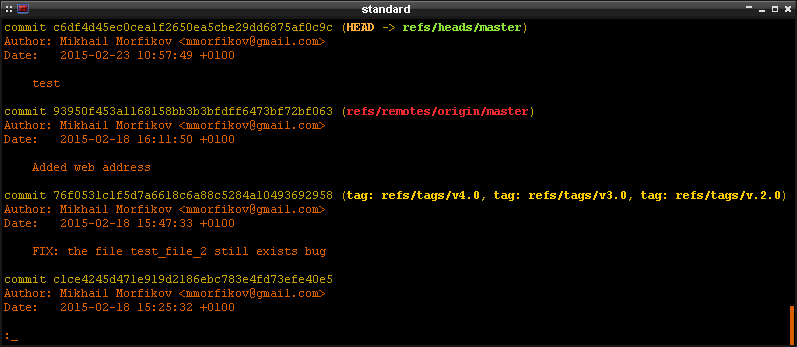 standard
commit c6df4d45ec0cea1f2650ea5cbe29dd6875af0c9c (HEAD -> refs/heads/master)
Author: Mikhail Morfikov <mmorfikov@gmail.com>
Date:   2015-02-23 10:57:49 +0100
test
commit 93950f453a1168158bb3b3bfdff6473bf72bf063 (refs/remotes/origin/master)
Author: Mikhail Morfikov <mmorfikov@gmail.com>
Date:   2015-02-18 16:11:50 +0100
Added web address
commit 76f0531c1f5d7a6618c6a88c5284a10493692958 (tag: refs/tags/v4.0, tag: refs/tags/v3.0, tag: refs/tags/v.2.0)
Author: Mikhail Morfikov <mmorfikov@gmail.com>
Date:   2015-02-18 15:47:33 +0100
FIX: the file test_file_2 still exists bug
commit c1ce4245d471e919d2186ebc783e4fd73efe40e5
Author: Mikhail Morfikov <mmorfikov@gmail.com>
Date:   2015-02-18 15:25:32 +0100
:_